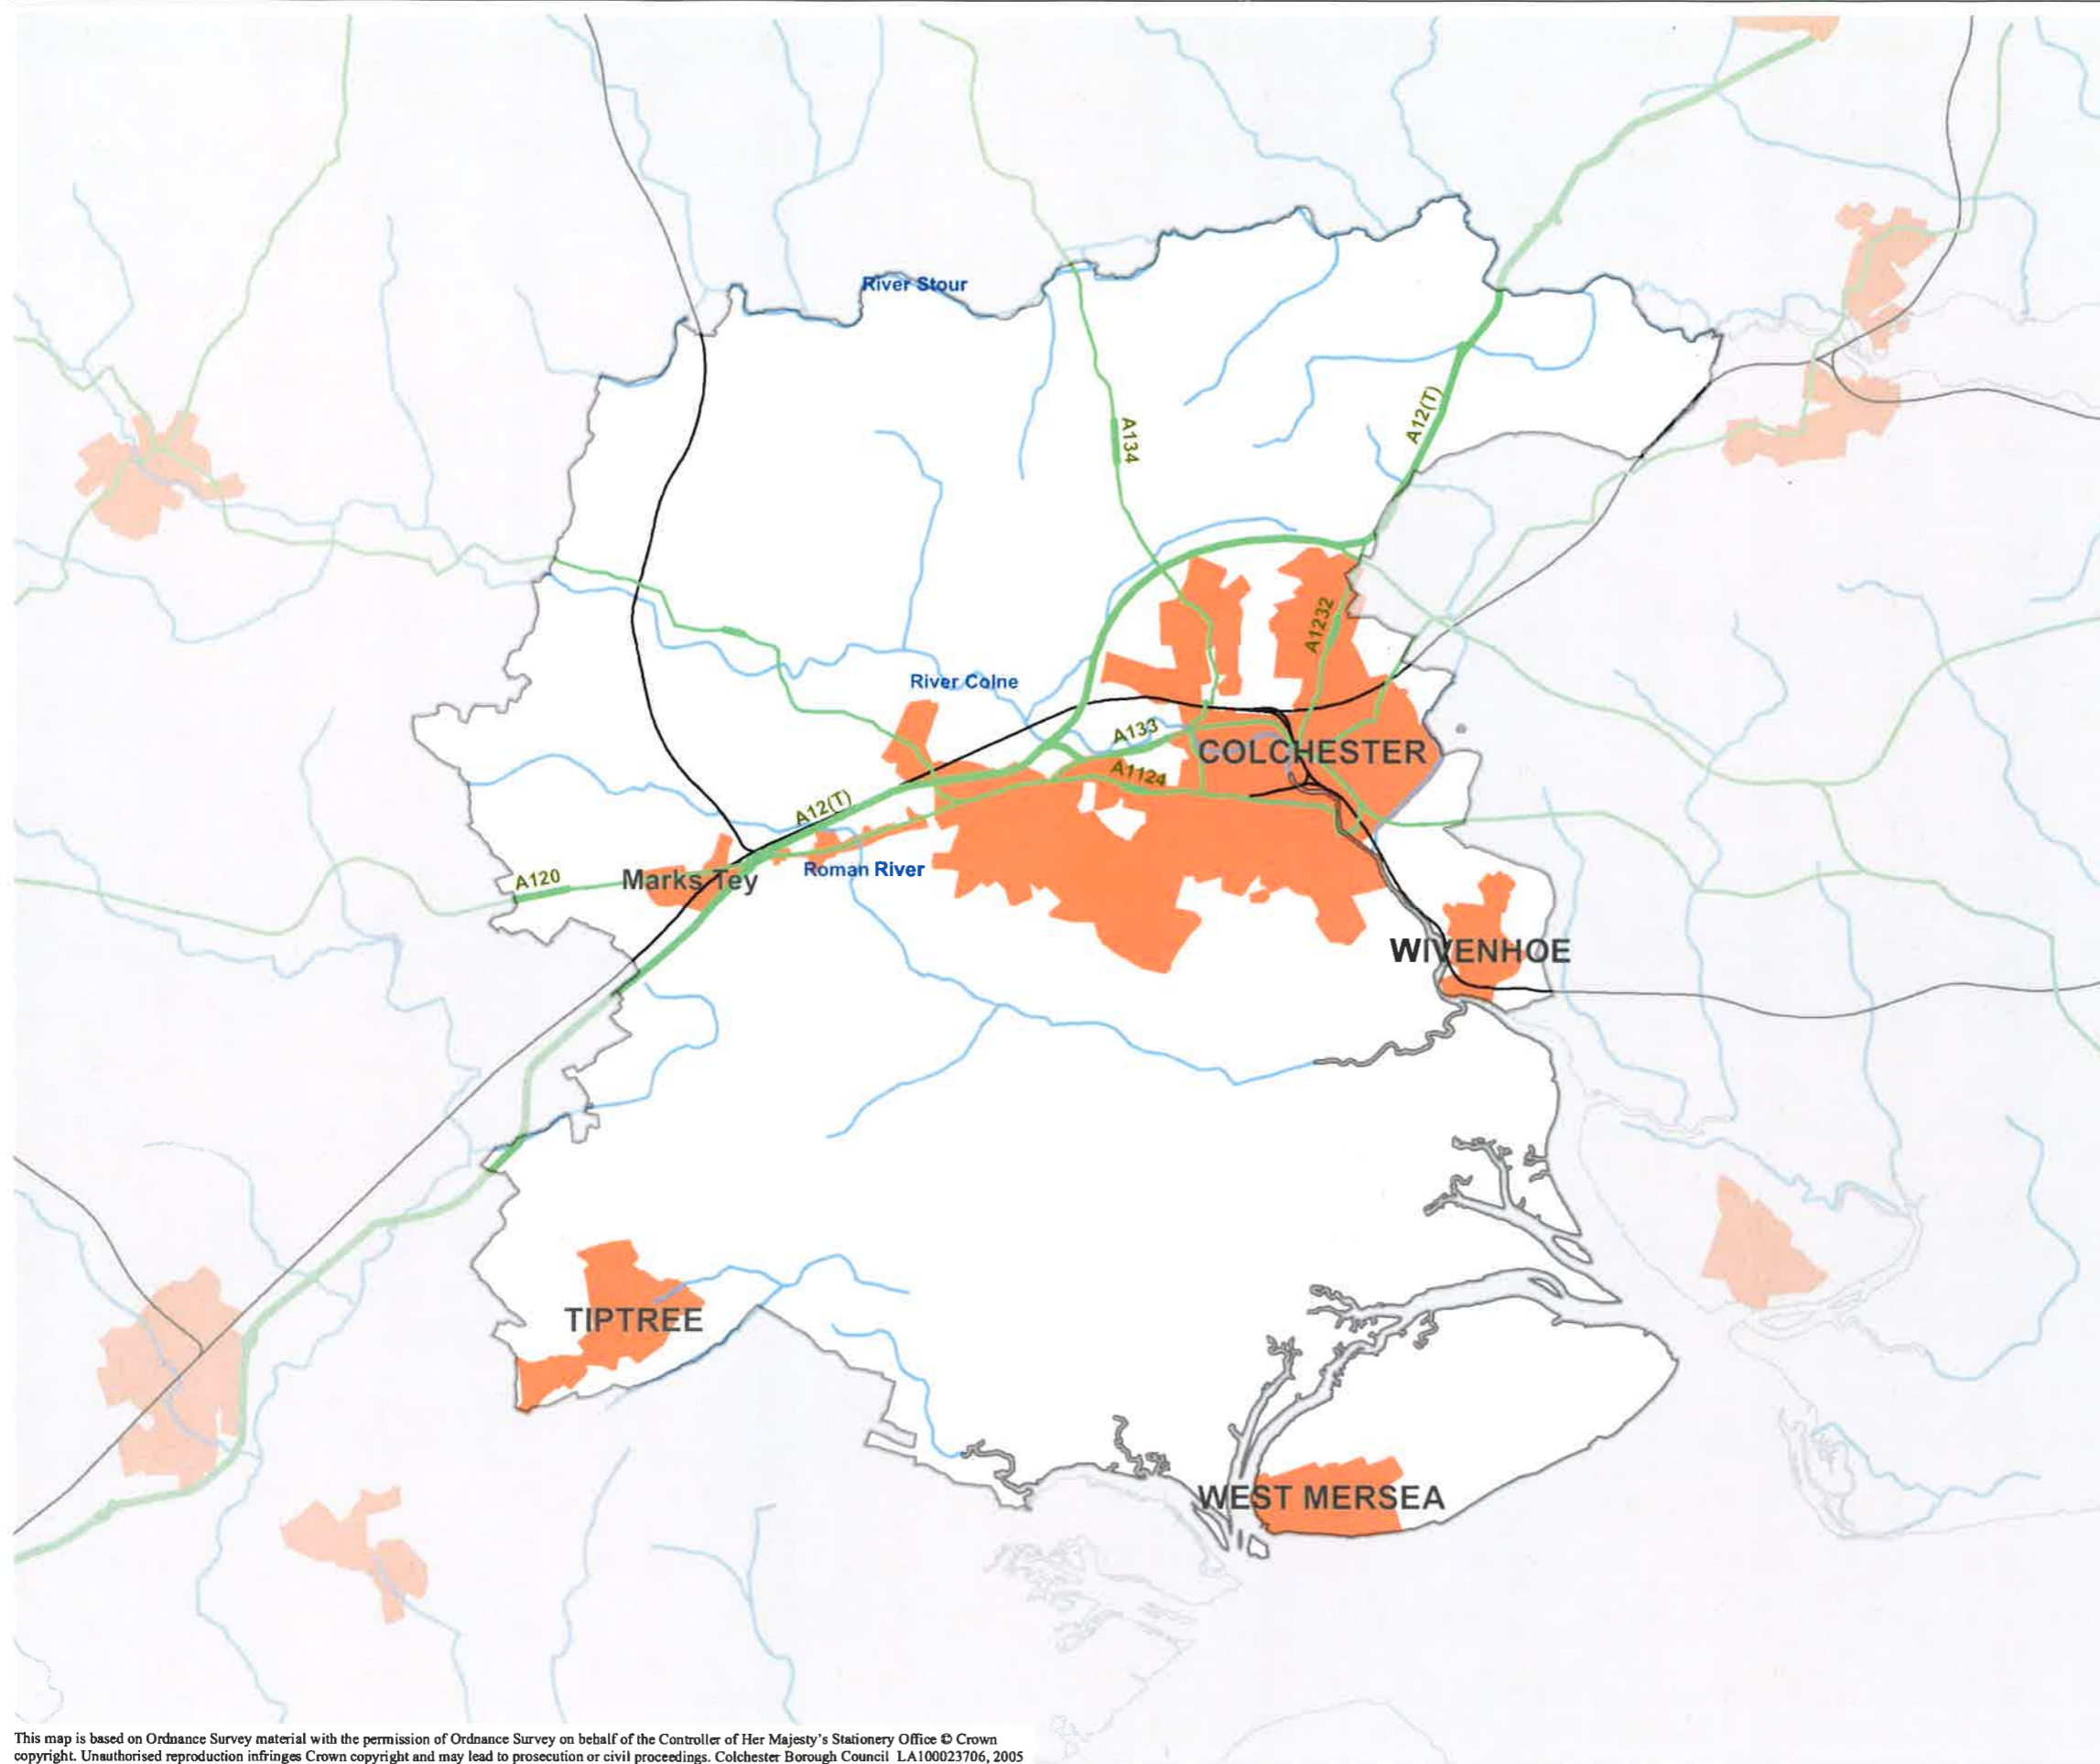 River Stour
A134
A12(T)
A1232
River Colne
A133
COLCHESTER
A1124
A12(T)
Roman River
A120
Marks Tey
WIVENHOE
TIPTREE
WEST MERSEA
This map is based on Ordnance Survey material with the permission of Ordnance Survey on behalf of the Controller of Her Majesty's Stationery Office © Crown
copyright. Unauthorised reproduction infringes Crown copyright and may lead to prosecution or civil proceedings. Colchester Borough Council LA100023706, 2005